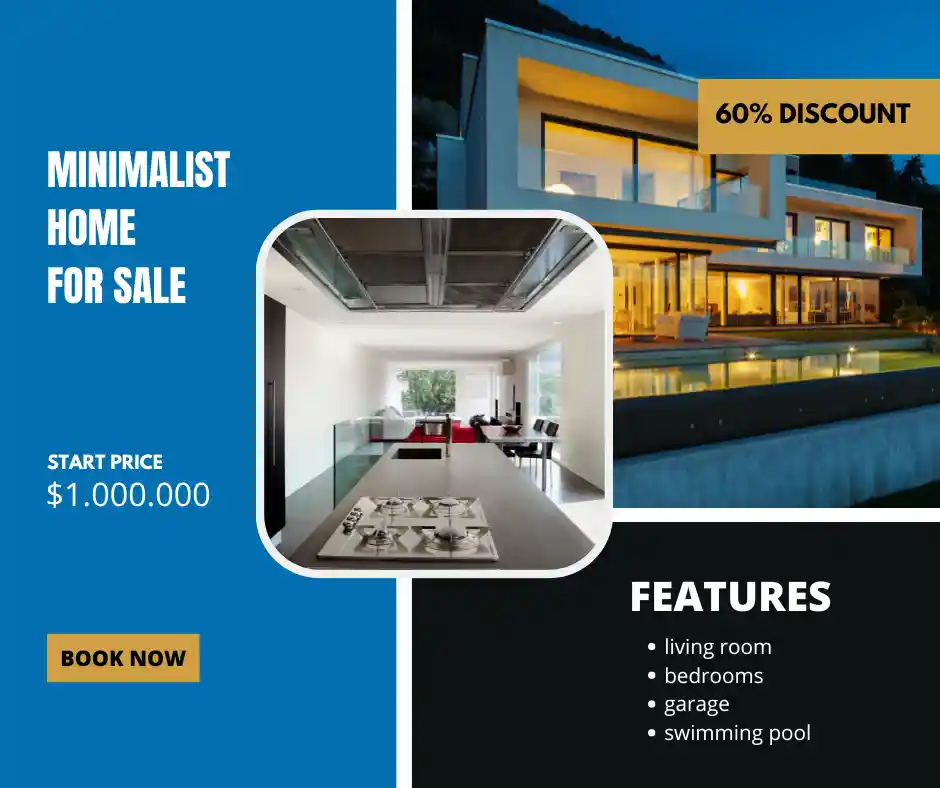 MINIMALIST
HOME
FOR SALE
START PRICE
$1.000.000
BOOK NOW
60% DISCOUNT
FEATURES
• living room
• bedrooms
• garage
• swimming pool